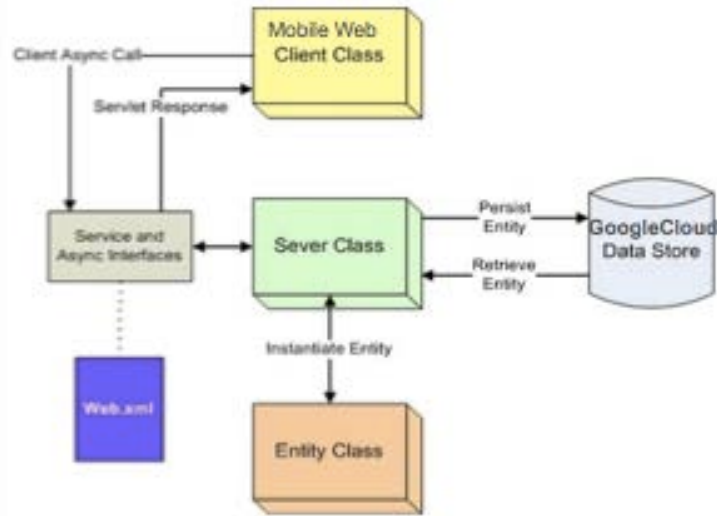 Mobile Web
Client Class
Client Async Call
Servlet Response
Service and
Async Interfaces
Sever Class
Persist
Entity
GoogleCloud
Data Store
Retrieve
Entity
Instantiate Entity
Web.xml
Entity Class